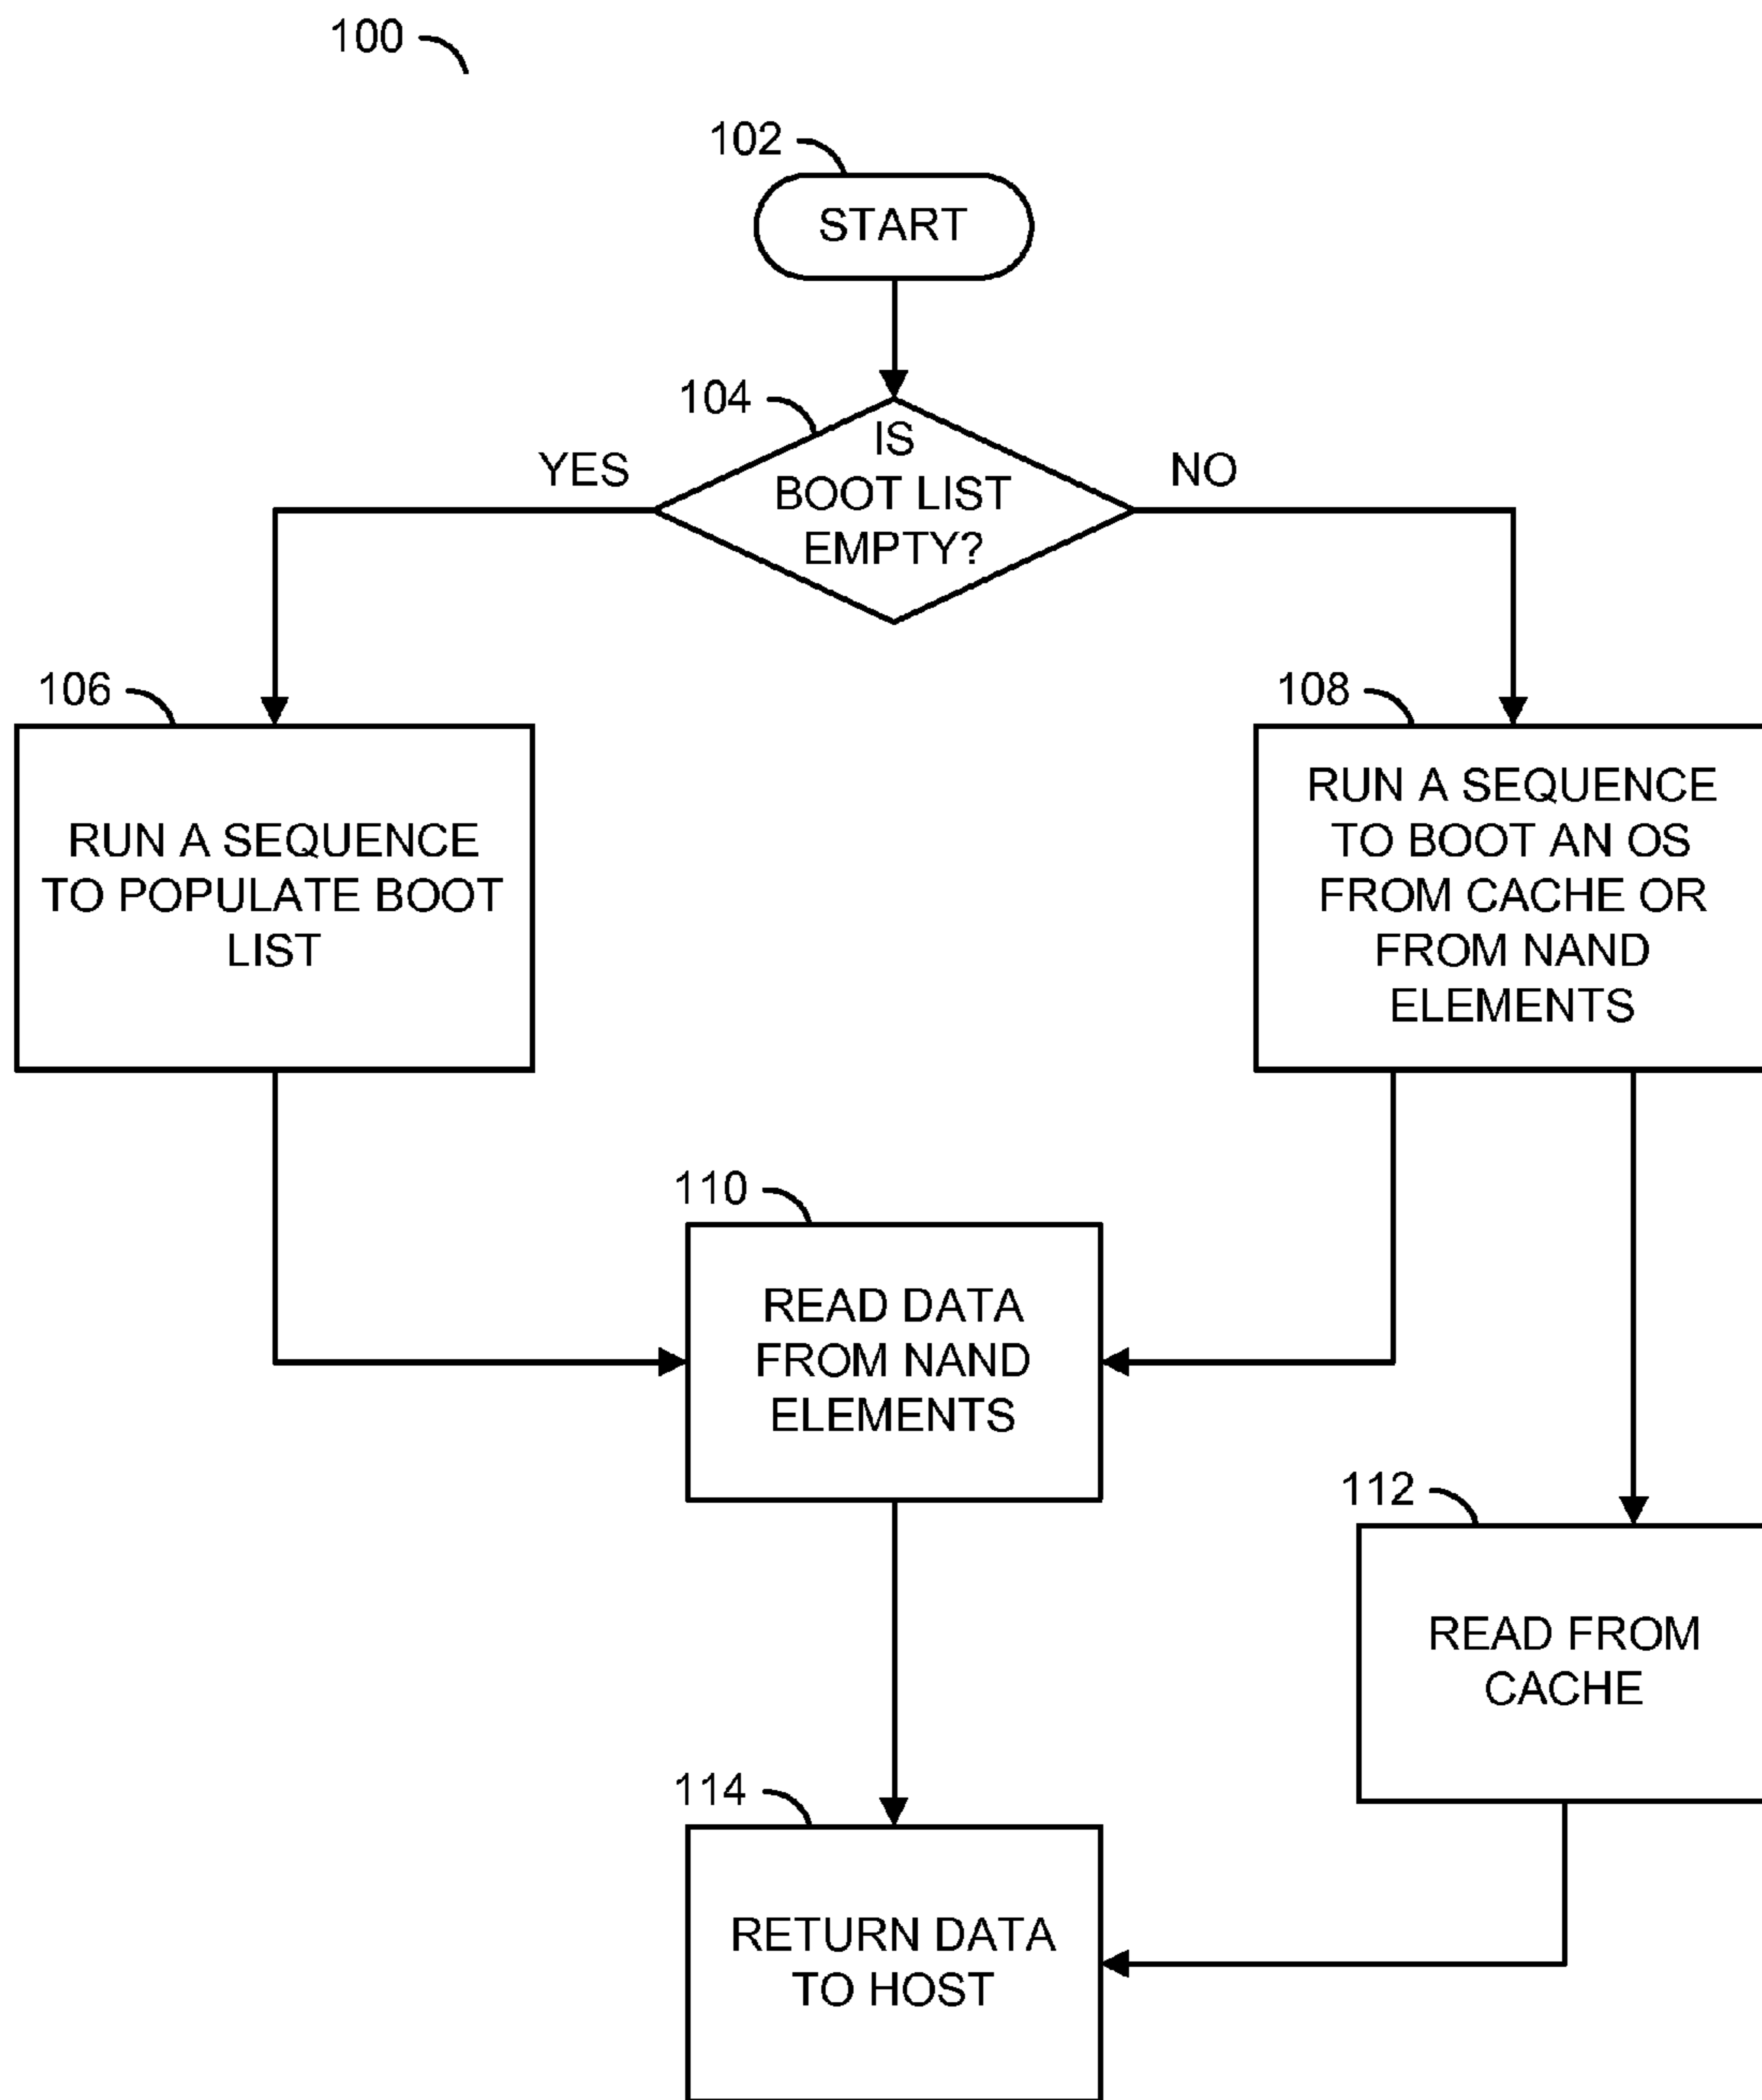 100
102
START
104
IS
BOOT LIST
EMPTY?
YES
NO
106
RUN A SEQUENCE
TO POPULATE BOOT
LIST
108
RUN A SEQUENCE
TO BOOT AN OS
FROM CACHE OR
FROM NAND
ELEMENTS
110
READ DATA
FROM NAND
ELEMENTS
112
READ FROM
CACHE
114
RETURN DATA
TO HOST